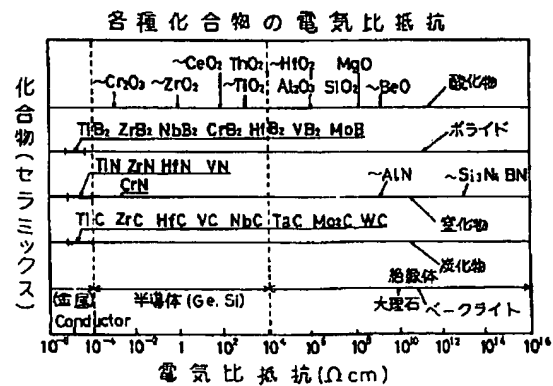 各種化合物の電気比抵抗
化合物(セラミックス)
~CeO₂ ThO₂ ~HfO₂ MgO
~Cr₂O₃ ~ZrO₂ ~TiO₂ Al₂O₃ SiO₂ ~BeO 酸化物
TiB₂ ZrB₂ NbB₂ CrB₂ HfB₂ VB₂ MoB ボライド
TiN ZrN HfN VN ~AlN ~Si₃N₄ BN
CrN 窒化物
TiC ZrC HfC VC NbC TaC Mo₂C WC
炭化物
絶縁体
(金属) 半導体(Ge, Si) 大理石 ベークライト
Conductor
10⁻⁶ 10⁻⁴ 10⁻² 1 10² 10⁴ 10⁶ 10⁸ 10¹⁰ 10¹² 10¹⁴ 10¹⁶
電気比抵抗(Ωcm)